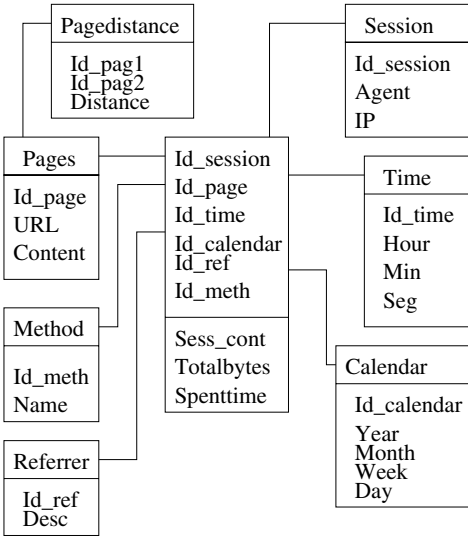 Pagedistance
Id_pag1
Id_pag2
Distance
Session
Id_session
Agent
IP
Pages
Id_page
URL
Content
Id_session
Id_page
Id_time
Id_calendar
Id_ref
Id_meth
Sess_cont
Totalbytes
Spenttime
Time
Id_time
Hour
Min
Seg
Method
Id_meth
Name
Calendar
Id_calendar
Year
Month
Week
Day
Referrer
Id_ref
Desc